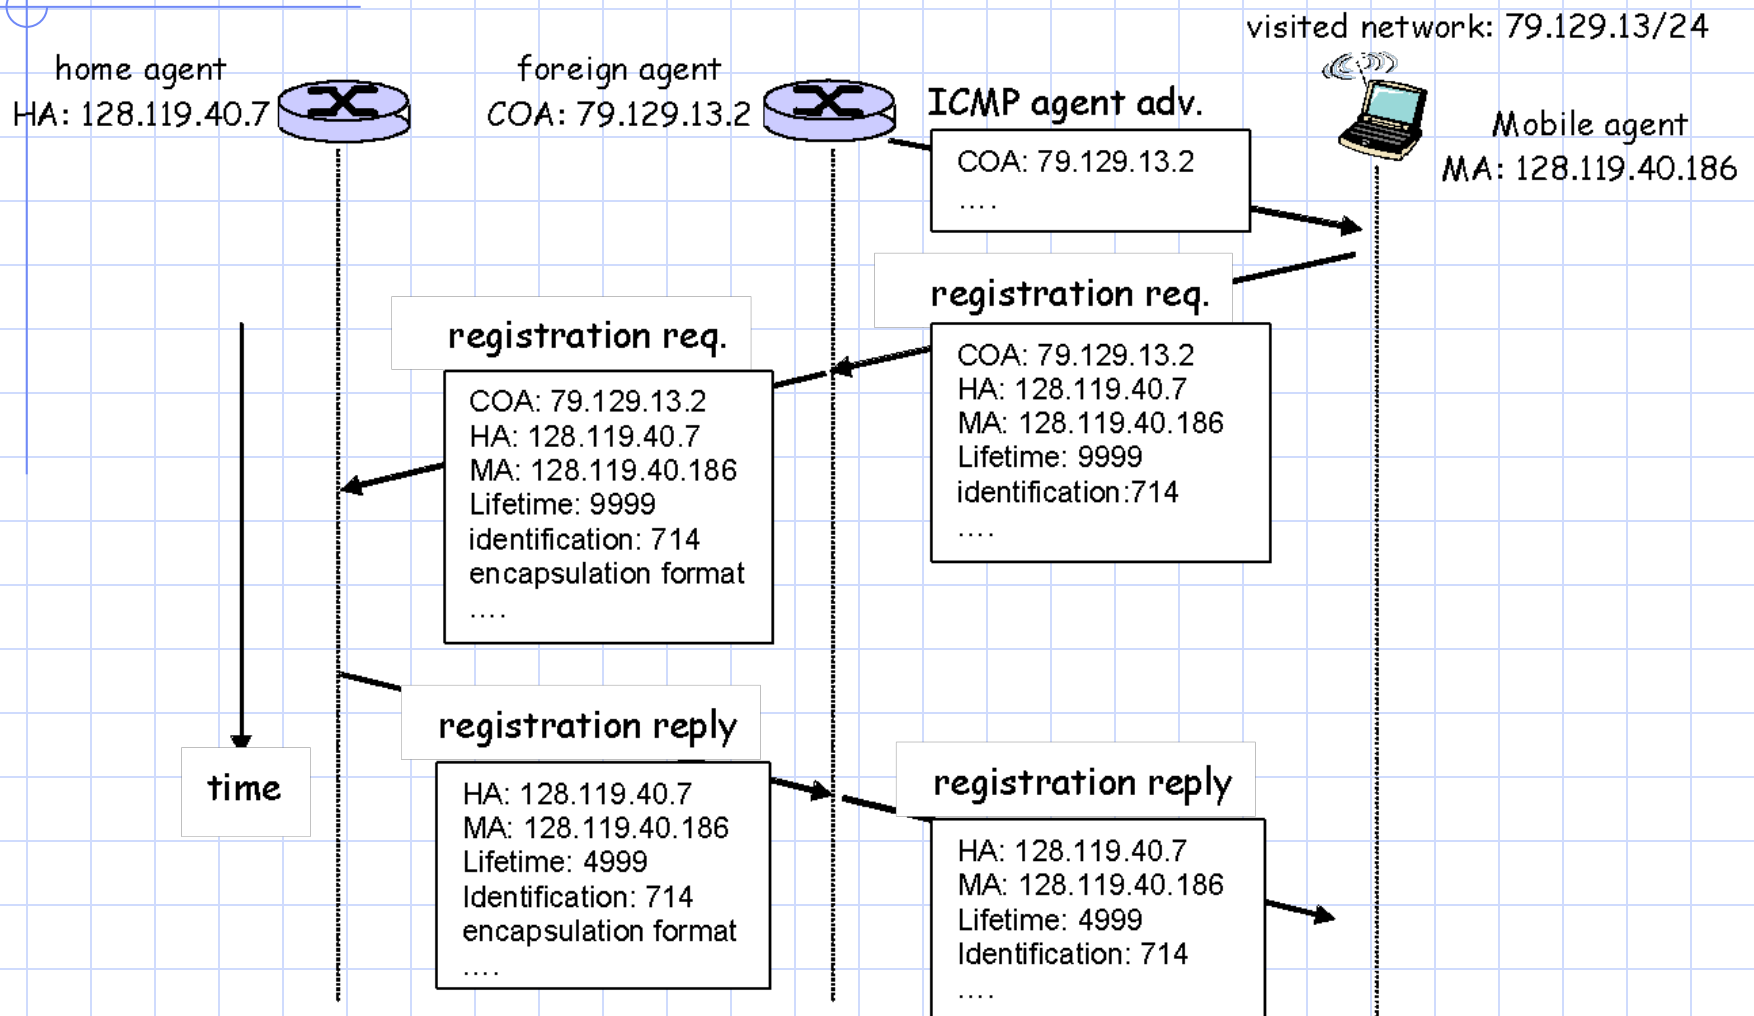 visited network: 79.129.13/24
home agent
HA: 128.119.40.7
foreign agent
COA: 79.129.13.2
ICMP agent adv.
COA: 79.129.13.2
....
Mobile agent
MA: 128.119.40.186
registration req.
COA: 79.129.13.2
HA: 128.119.40.7
MA: 128.119.40.186
Lifetime: 9999
identification:714
....
registration req.
COA: 79.129.13.2
HA: 128.119.40.7
MA: 128.119.40.186
Lifetime: 9999
identification: 714
encapsulation format
....
time
registration reply
HA: 128.119.40.7
MA: 128.119.40.186
Lifetime: 4999
Identification: 714
encapsulation format
....
registration reply
HA: 128.119.40.7
MA: 128.119.40.186
Lifetime: 4999
Identification: 714
....